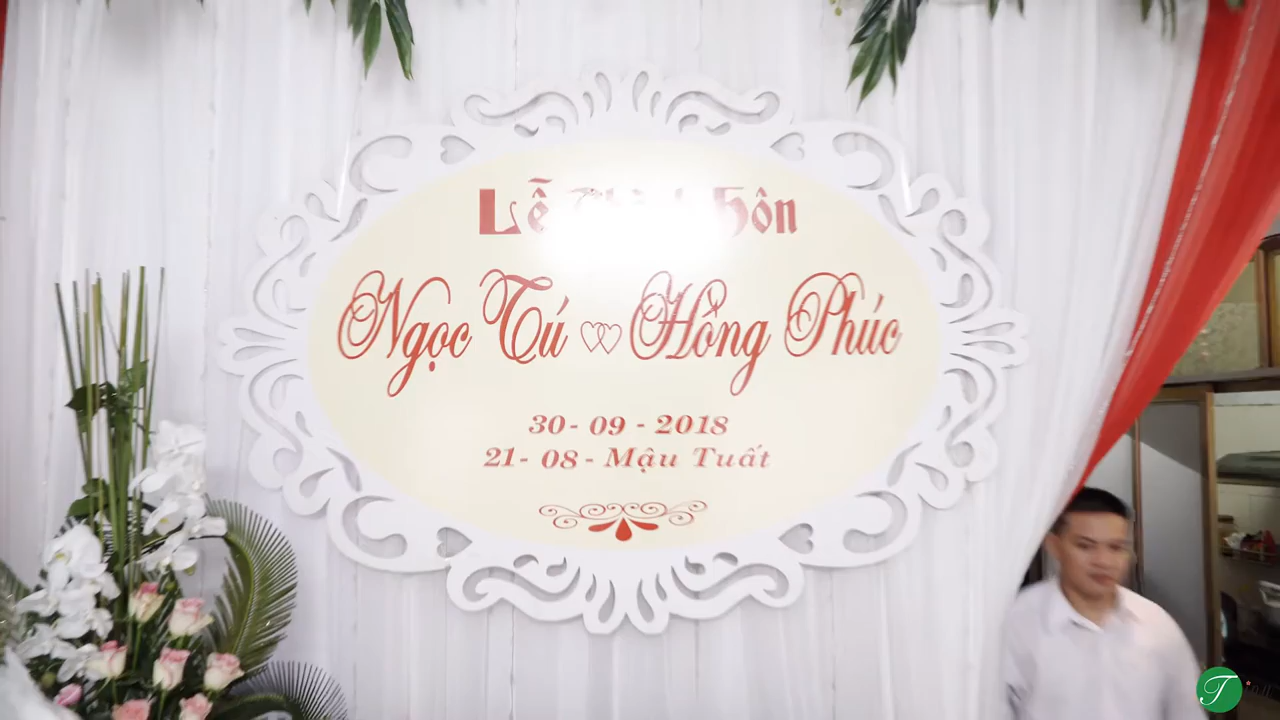 Lễ hôn
Ngọc Tú Hồng Phúc
30 - 09 - 2018
21 - 08 - Mậu Tuất
T